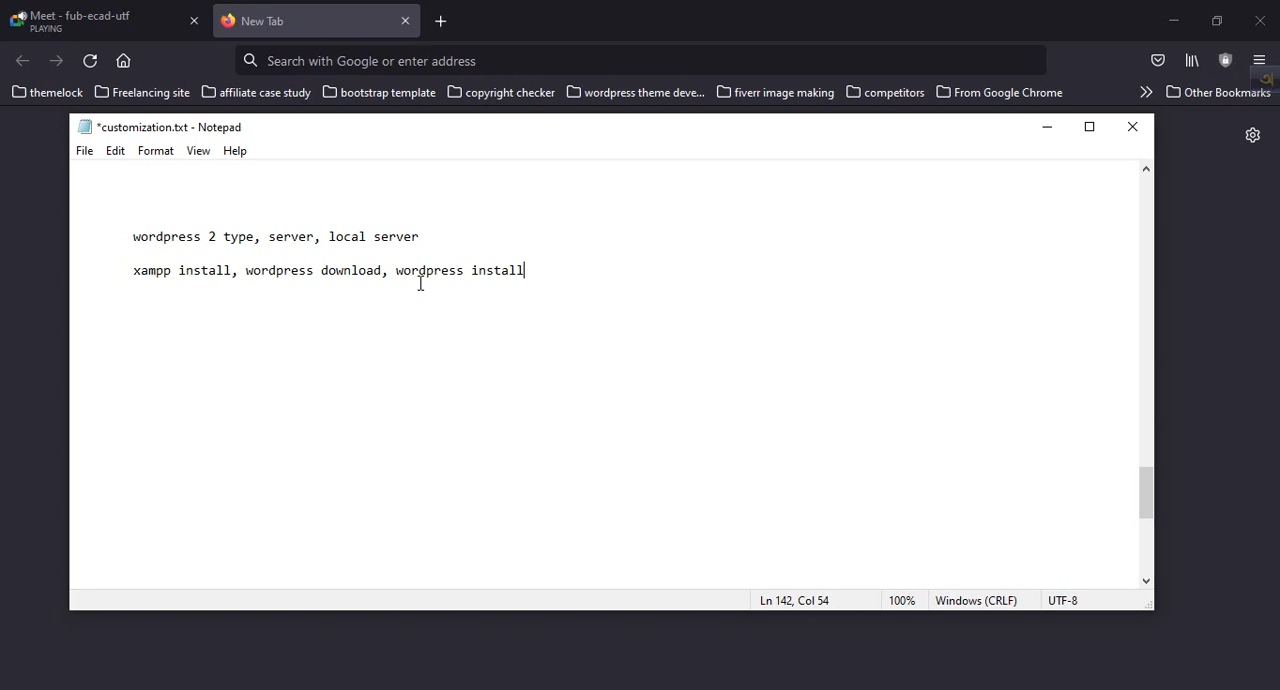 Meet - fub-ecad-utf
PLAYING
New Tab
Search with Google or enter address
themelock
Freelancing site
affiliate case study
bootstrap template
copyright checker
wordpress theme deve...
fiverr image making
competitors
From Google Chrome
Other Bookmarks
*customization.txt - Notepad
File Edit Format View Help
wordpress 2 type, server, local server
xampp install, wordpress download, wordpress install
Ln 142, Col 54
100%
Windows (CRLF)
UTF-8